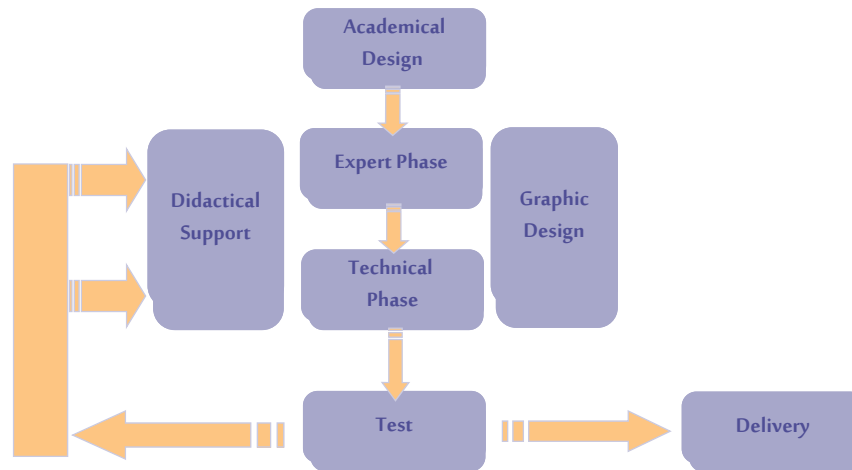 Academical
Design
Expert Phase
Didactical
Support
Graphic
Design
Technical
Phase
Test
Delivery